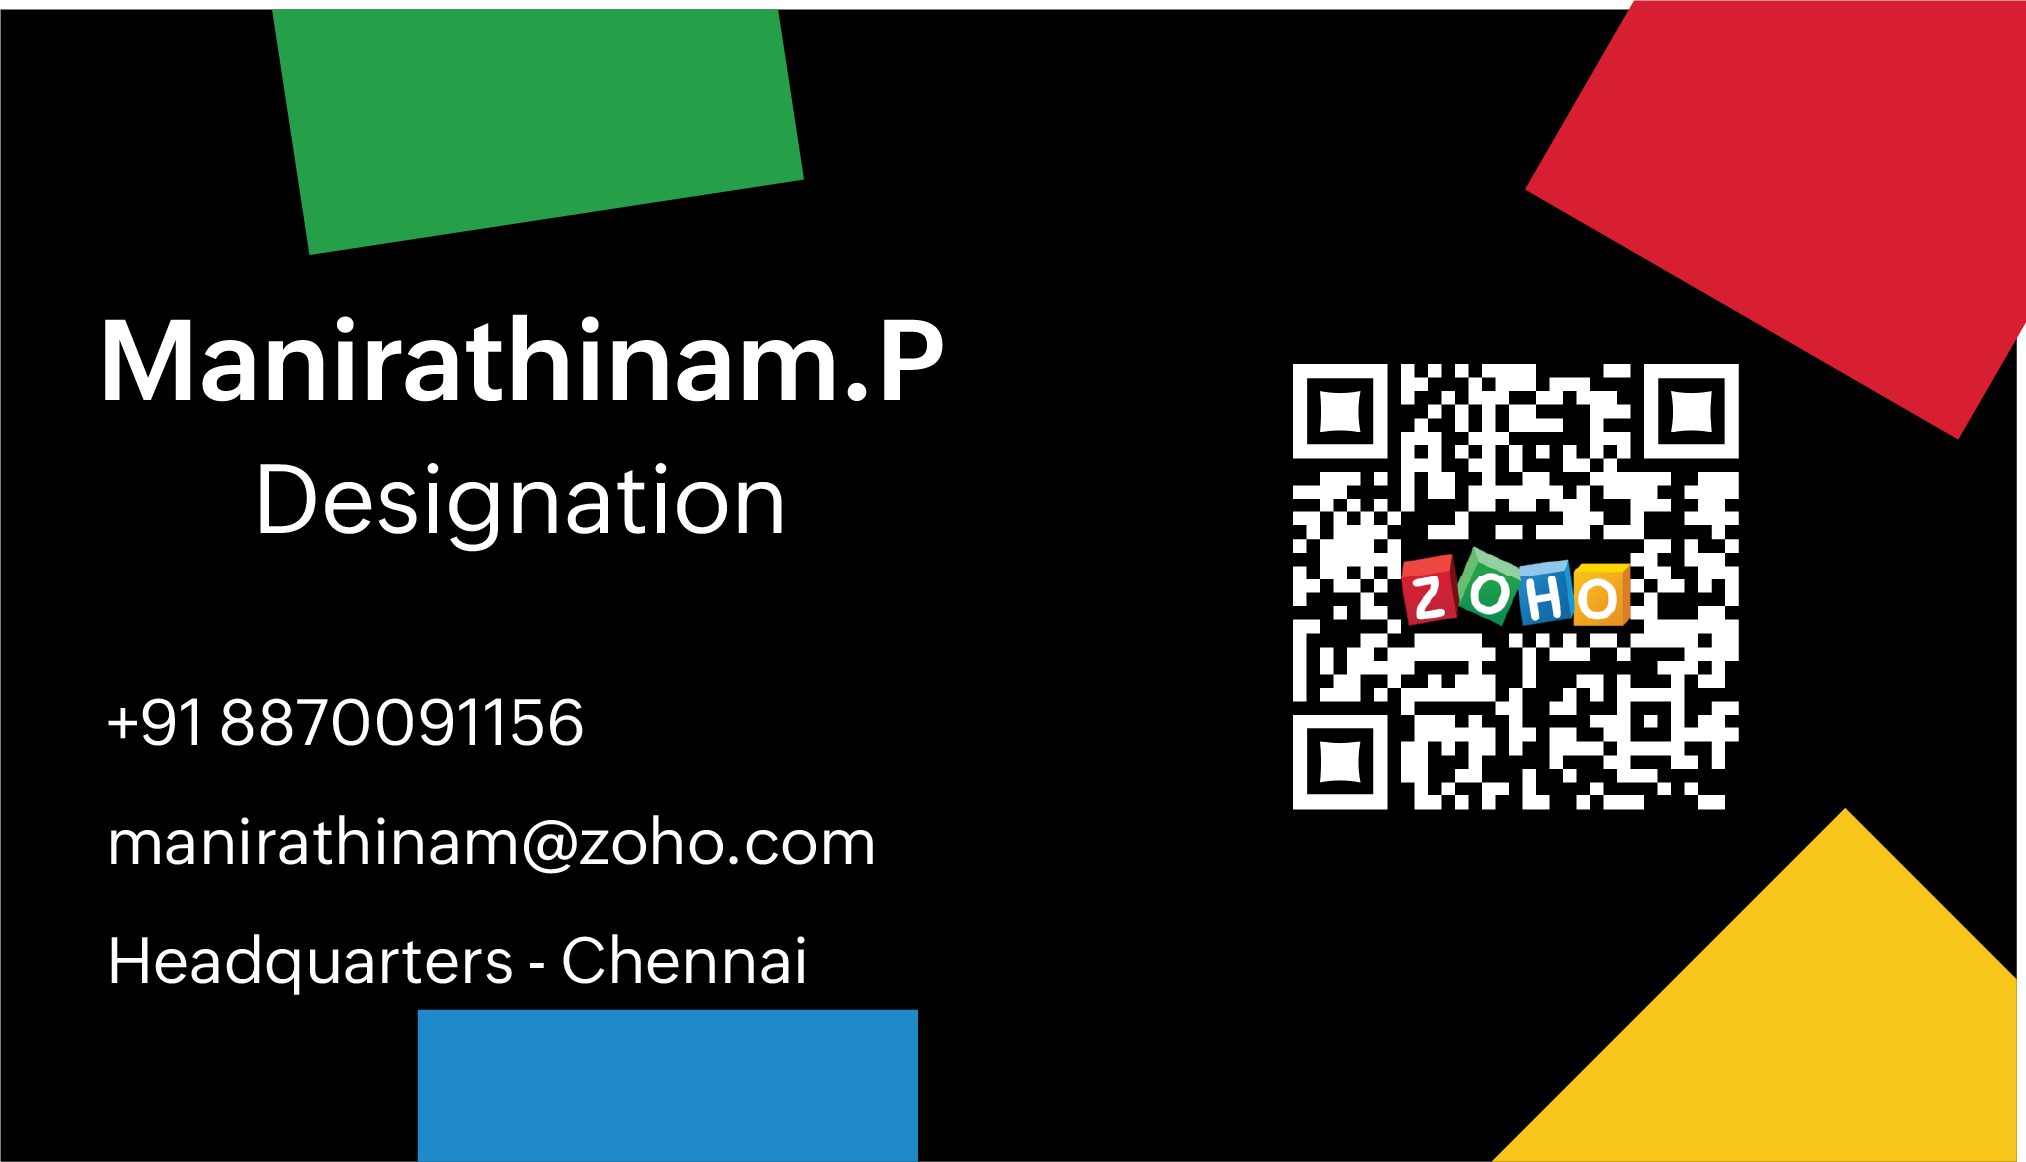 Manirathinam.P
Designation
+91 8870091156
manirathinam@zoho.com
Headquarters - Chennai
ZOHO